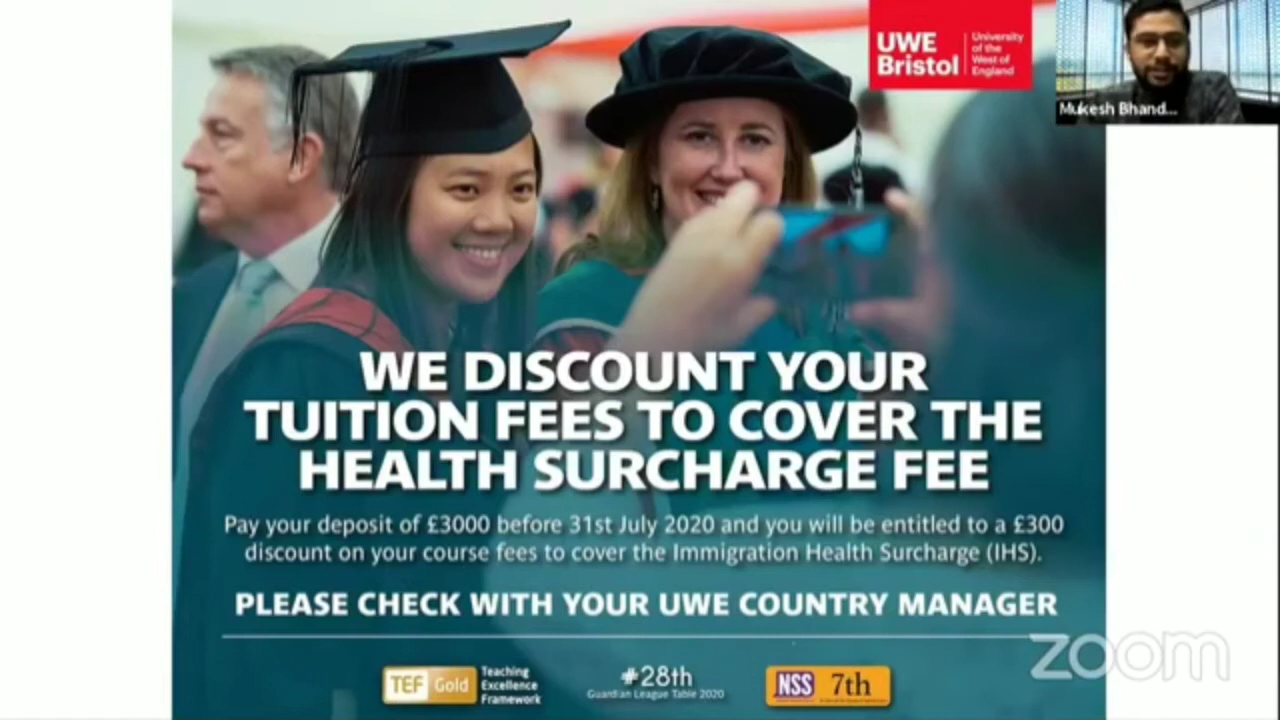 UWE
Bristol
University
of the
West of
England
Mukesh Bhand...
WE DISCOUNT YOUR
TUITION FEES TO COVER THE
HEALTH SURCHARGE FEE
Pay your deposit of £3000 before 31st July 2020 and you will be entitled to a £300
discount on your course fees to cover the Immigration Health Surcharge (IHS).
PLEASE CHECK WITH YOUR UWE COUNTRY MANAGER
zoom
TEF Gold
Teaching
Excellence
Framework
#28th
Guardian League Table 2020
NSS 7th